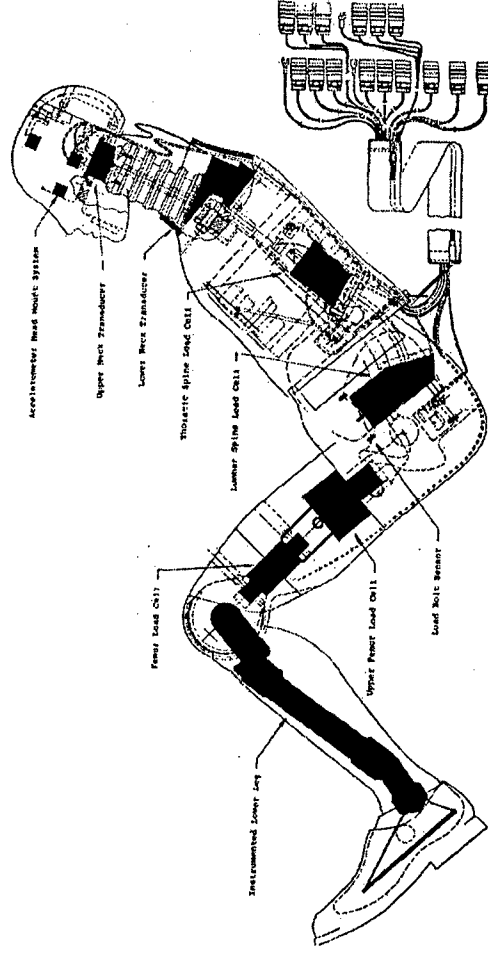 Accelerometer Head Mount System
Upper Neck Transducer
Lower Neck Transducer
Thoracic Spine Load Cell
Lumbar Spine Load Cell
Femur Load Cell
Load Bolt Sensor
Upper Femur Load Cell
Instrumented Lower Leg